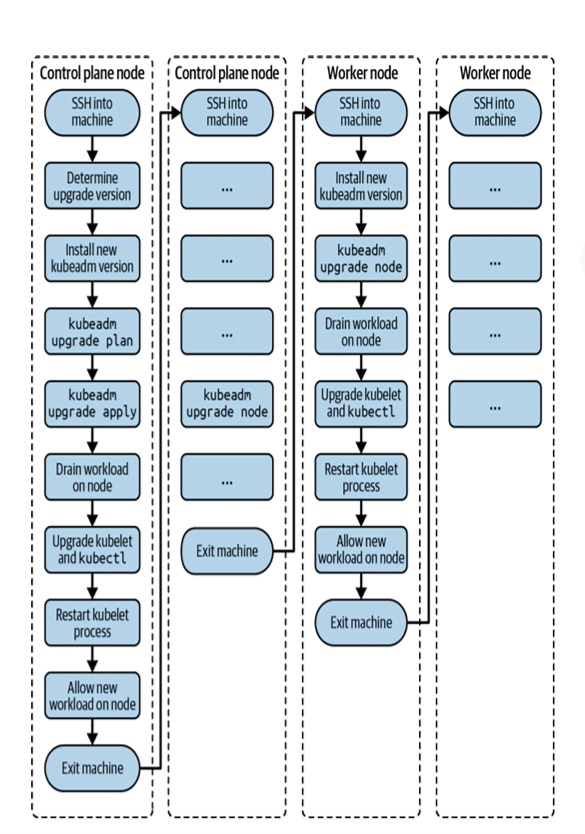 Control plane node
SSH into
machine
Determine
upgrade version
Install new
kubeadm version
kubeadm
upgrade plan
kubeadm
upgrade apply
Drain workload
on node
Upgrade kubelet
and kubectl
Restart kubelet
process
Allow new
workload on node
Exit machine
Control plane node
SSH into
machine
...
...
...
kubeadm
upgrade node
...
Exit machine
Worker node
SSH into
machine
Install new
kubeadm version
kubeadm
upgrade node
Drain workload
on node
Upgrade kubelet
and kubectl
Restart kubelet
process
Allow new
workload on node
Exit machine
Worker node
SSH into
machine
...
...
...
...